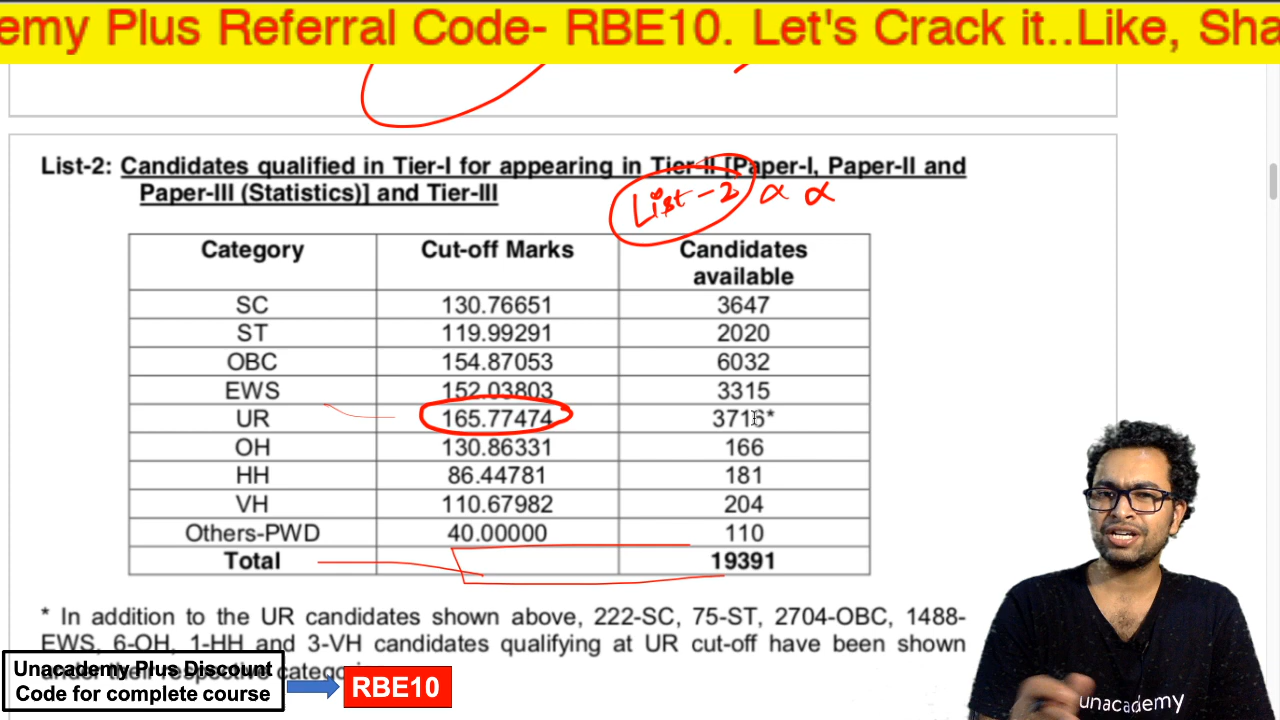 emy Plus Referral Code- RBE10. Let's Crack it..Like, Sha
List-2: Candidates qualified in Tier-I for appearing in Tier-II [Paper-I, Paper-II and
Paper-III (Statistics)] and Tier-III
List-2 α α
Category Cut-off Marks Candidates available
SC 130.76651 3647
ST 119.99291 2020
OBC 154.87053 6032
EWS 152.03803 3315
UR 165.77474 3716*
OH 130.86331 166
HH 86.44781 181
VH 110.67982 204
Others-PWD 40.00000 110
Total 19391
* In addition to the UR candidates shown above, 222-SC, 75-ST, 2704-OBC, 1488-
EWS, 6-OH, 1-HH and 3-VH candidates qualifying at UR cut-off have been shown
Unacademy Plus Discount
Code for complete course
RBE10
unacademy